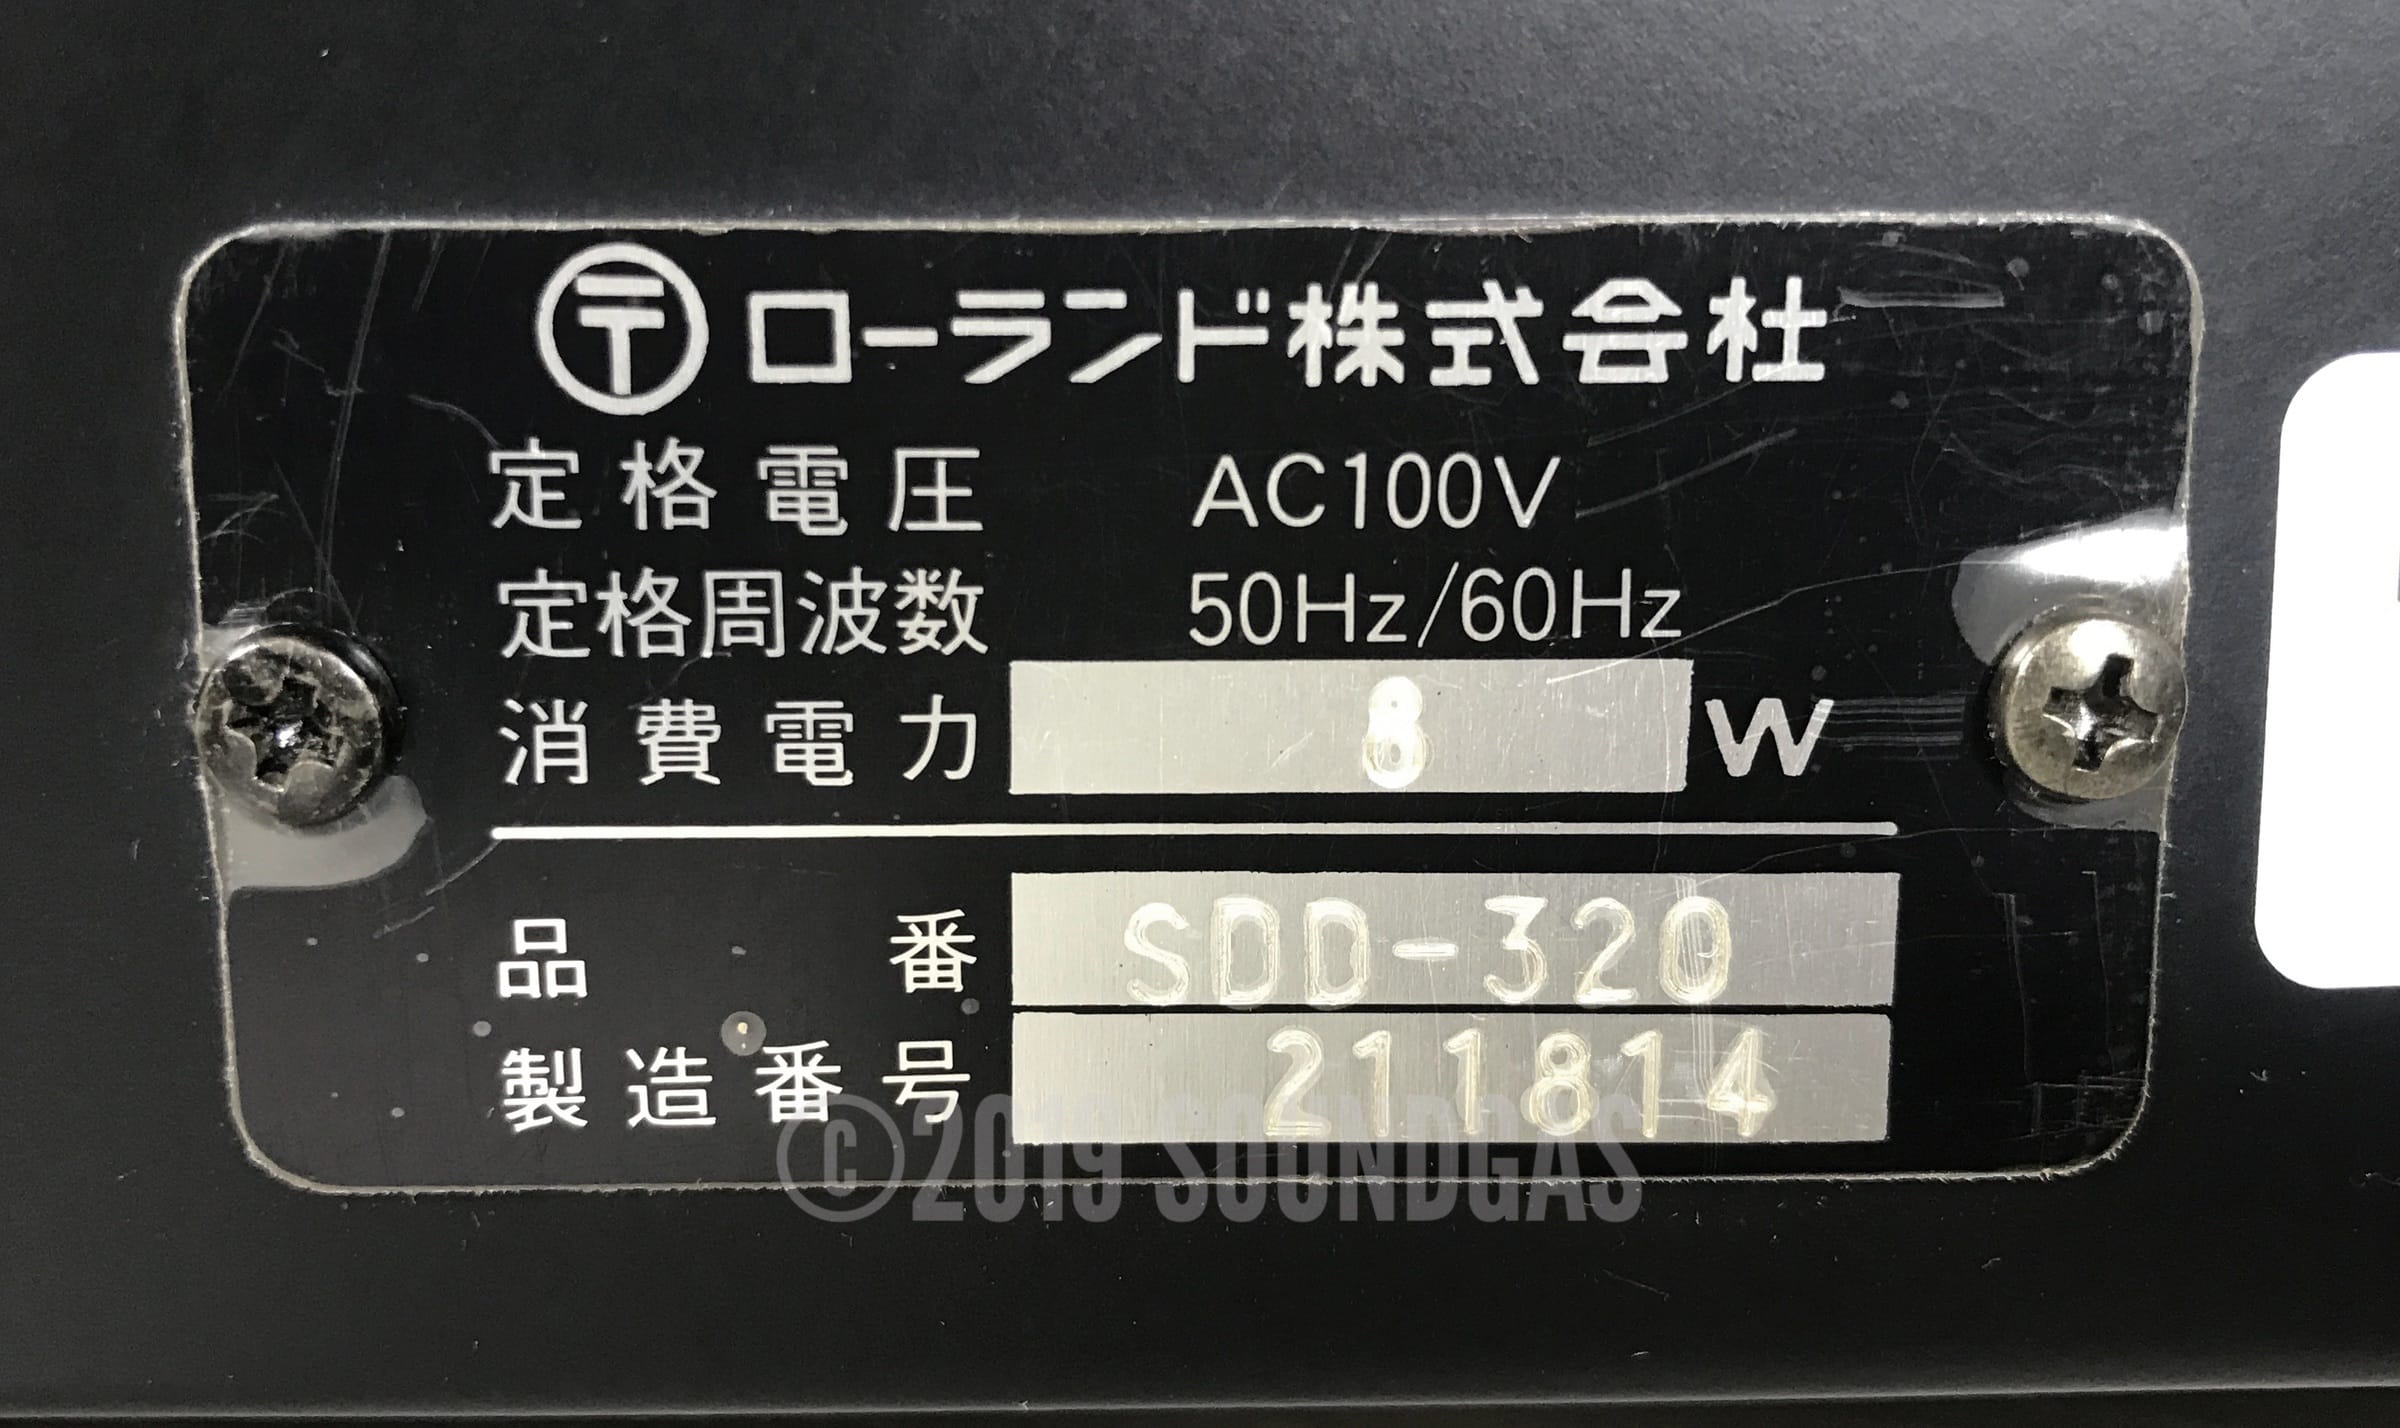 〒 ローランド株式会社
定格電圧 AC100V
定格周波数 50Hz/60Hz
消費電力 8 W
品番 SDD-320
製造番号 211814
©2019 SOUNDGAS